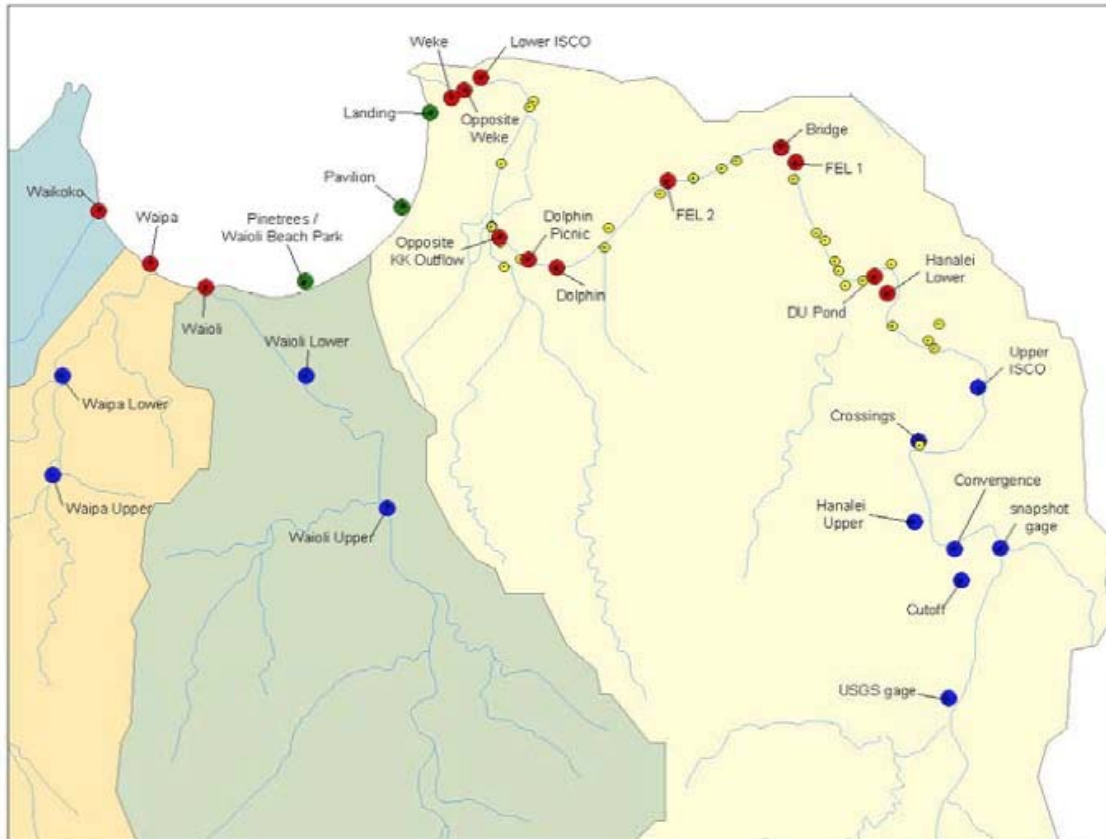 Weke
Lower ISCO
Landing
Opposite
Weke
Bridge
FEL 1
Pavilion
Waikoko
Waipa
Pinetrees /
Waioli Beach Park
FEL 2
Opposite
KK Outflow
Dolphin
Picnic
Dolphin
Hanalei
Lower
DU Pond
Waioli
Waioli Lower
Upper
ISCO
Waipa Lower
Crossings
Waipa Upper
Convergence
Hanalei
Upper
snapshot
gage
Waioli Upper
Cutoff
USGS gage